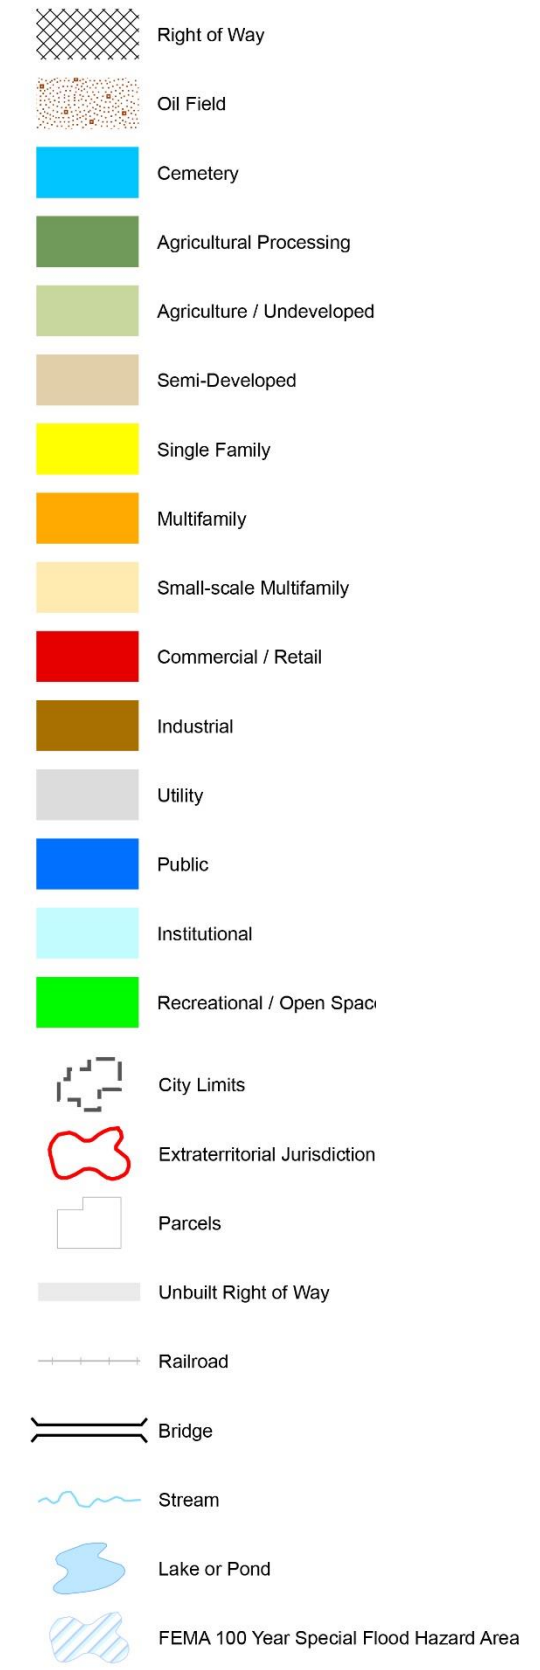 Right of Way
Oil Field
Cemetery
Agricultural Processing
Agriculture / Undeveloped
Semi-Developed
Single Family
Multifamily
Small-scale Multifamily
Commercial / Retail
Industrial
Utility
Public
Institutional
Recreational / Open Spac
City Limits
Extraterritorial Jurisdiction
Parcels
Unbuilt Right of Way
Railroad
Bridge
Stream
Lake or Pond
FEMA 100 Year Special Flood Hazard Area